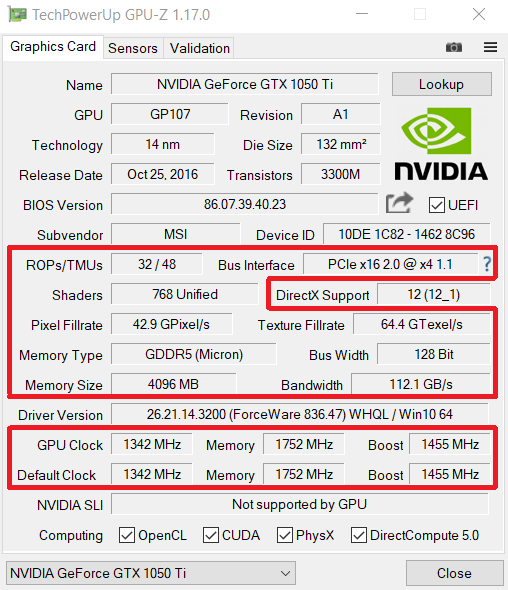 TechPowerUp GPU-Z 1.17.0
Graphics Card Sensors Validation
Name NVIDIA GeForce GTX 1050 Ti Lookup
GPU GP107 Revision A1
Technology 14 nm Die Size 132 mm²
Release Date Oct 25, 2016 Transistors 3300M
NVIDIA
BIOS Version 86.07.39.40.23 UEFI
Subvendor MSI Device ID 10DE 1C82 - 1462 8C96
ROPs/TMUs 32 / 48 Bus Interface PCIe x16 2.0 @ x4 1.1 ?
Shaders 768 Unified DirectX Support 12 (12_1)
Pixel Fillrate 42.9 GPixel/s Texture Fillrate 64.4 GTexel/s
Memory Type GDDR5 (Micron) Bus Width 128 Bit
Memory Size 4096 MB Bandwidth 112.1 GB/s
Driver Version 26.21.14.3200 (ForceWare 836.47) WHQL / Win10 64
GPU Clock 1342 MHz Memory 1752 MHz Boost 1455 MHz
Default Clock 1342 MHz Memory 1752 MHz Boost 1455 MHz
NVIDIA SLI Not supported by GPU
Computing OpenCL CUDA PhysX DirectCompute 5.0
NVIDIA GeForce GTX 1050 Ti Close